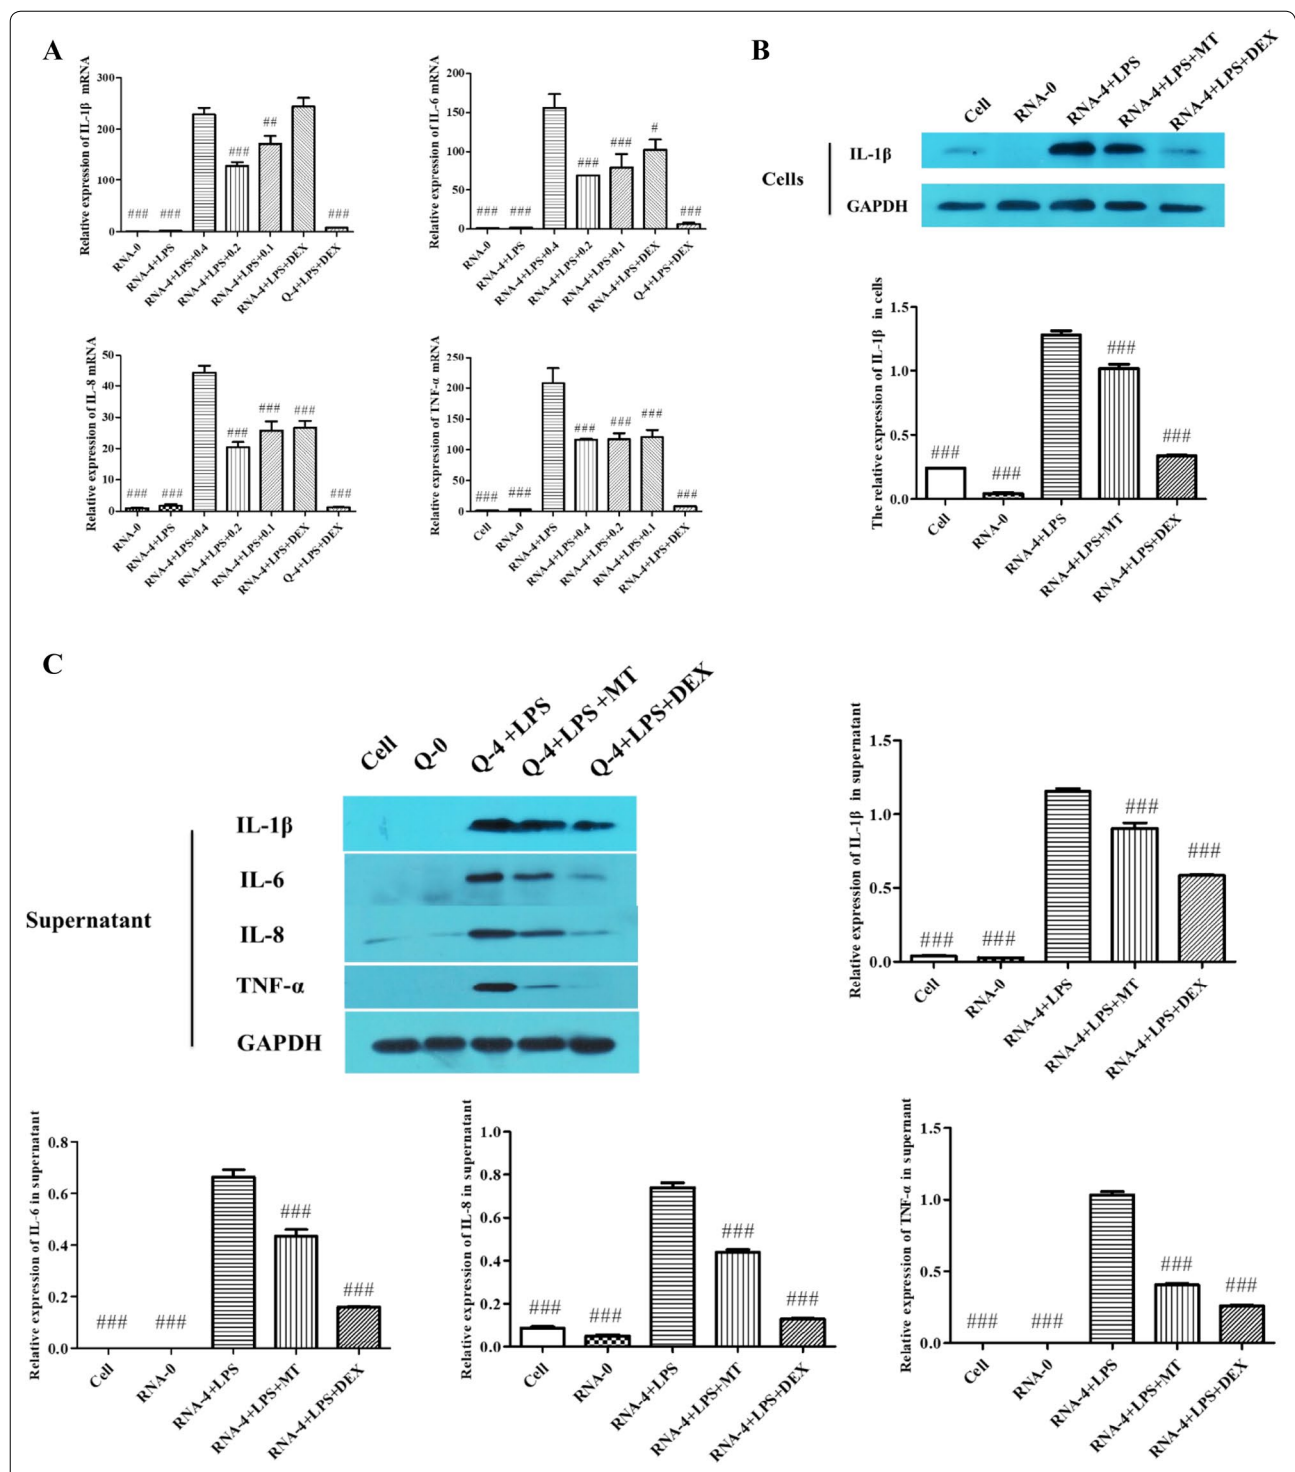 A
Relative expression of IL-1β mRNA
300
200
100
0
###
###
###
##
###
RNA-0
RNA-4+LPS
RNA-4+LPS+0.4
RNA-4+LPS+0.2
RNA-4+LPS+0.1
RNA-4+LPS+DEX
Q-4+LPS+DEX
Relative expression of IL-6 mRNA
200
150
100
50
0
###
###
###
###
#
###
RNA-0
RNA-4+LPS
RNA-4+LPS+0.4
RNA-4+LPS+0.2
RNA-4+LPS+0.1
RNA-4+LPS+DEX
Q-4+LPS+DEX
Relative expression of IL-8 mRNA
50
40
30
20
10
0
###
###
###
###
###
###
RNA-0
RNA-4+LPS
RNA-4+LPS+0.4
RNA-4+LPS+0.2
RNA-4+LPS+0.1
RNA-4+LPS+DEX
Q-4+LPS+DEX
Relative expression of TNF-α mRNA
250
200
150
100
50
0
###
###
###
###
###
###
Cell
RNA-0
RNA-4+LPS
RNA-4+LPS+0.4
RNA-4+LPS+0.2
RNA-4+LPS+0.1
RNA-4+LPS+DEX
B
Cell
RNA-0
RNA-4+LPS
RNA-4+LPS+MT
RNA-4+LPS+DEX
Cells
IL-1β
GAPDH
The relative expression of IL-1β in cells
1.5
1.0
0.5
0.0
###
###
###
###
Cell
RNA-0
RNA-4+LPS
RNA-4+LPS+MT
RNA-4+LPS+DEX
C
Cell
Q-0
Q-4 +LPS
Q-4+LPS +MT
Q-4+LPS+DEX
Supernatant
IL-1β
IL-6
IL-8
TNF-α
GAPDH
Relative expression of IL-1β in supernatant
1.5
1.0
0.5
0.0
###
###
###
###
Cell
RNA-0
RNA-4+LPS
RNA-4+LPS+MT
RNA-4+LPS+DEX
Relative expression of IL-6 in supernatant
0.8
0.6
0.4
0.2
0.0
###
###
###
###
Cell
RNA-0
RNA-4+LPS
RNA-4+LPS+MT
RNA-4+LPS+DEX
Relative expression of IL-8 in supernatant
1.0
0.8
0.6
0.4
0.2
0.0
###
###
###
###
Cell
RNA-0
RNA-4+LPS
RNA-4+LPS+MT
RNA-4+LPS+DEX
Relative expression of TNF-α in supernant
1.5
1.0
0.5
0.0
###
###
###
###
Cell
RNA-0
RNA-4+LPS
RNA-4+LPS+MT
RNA-4+LPS+DEX